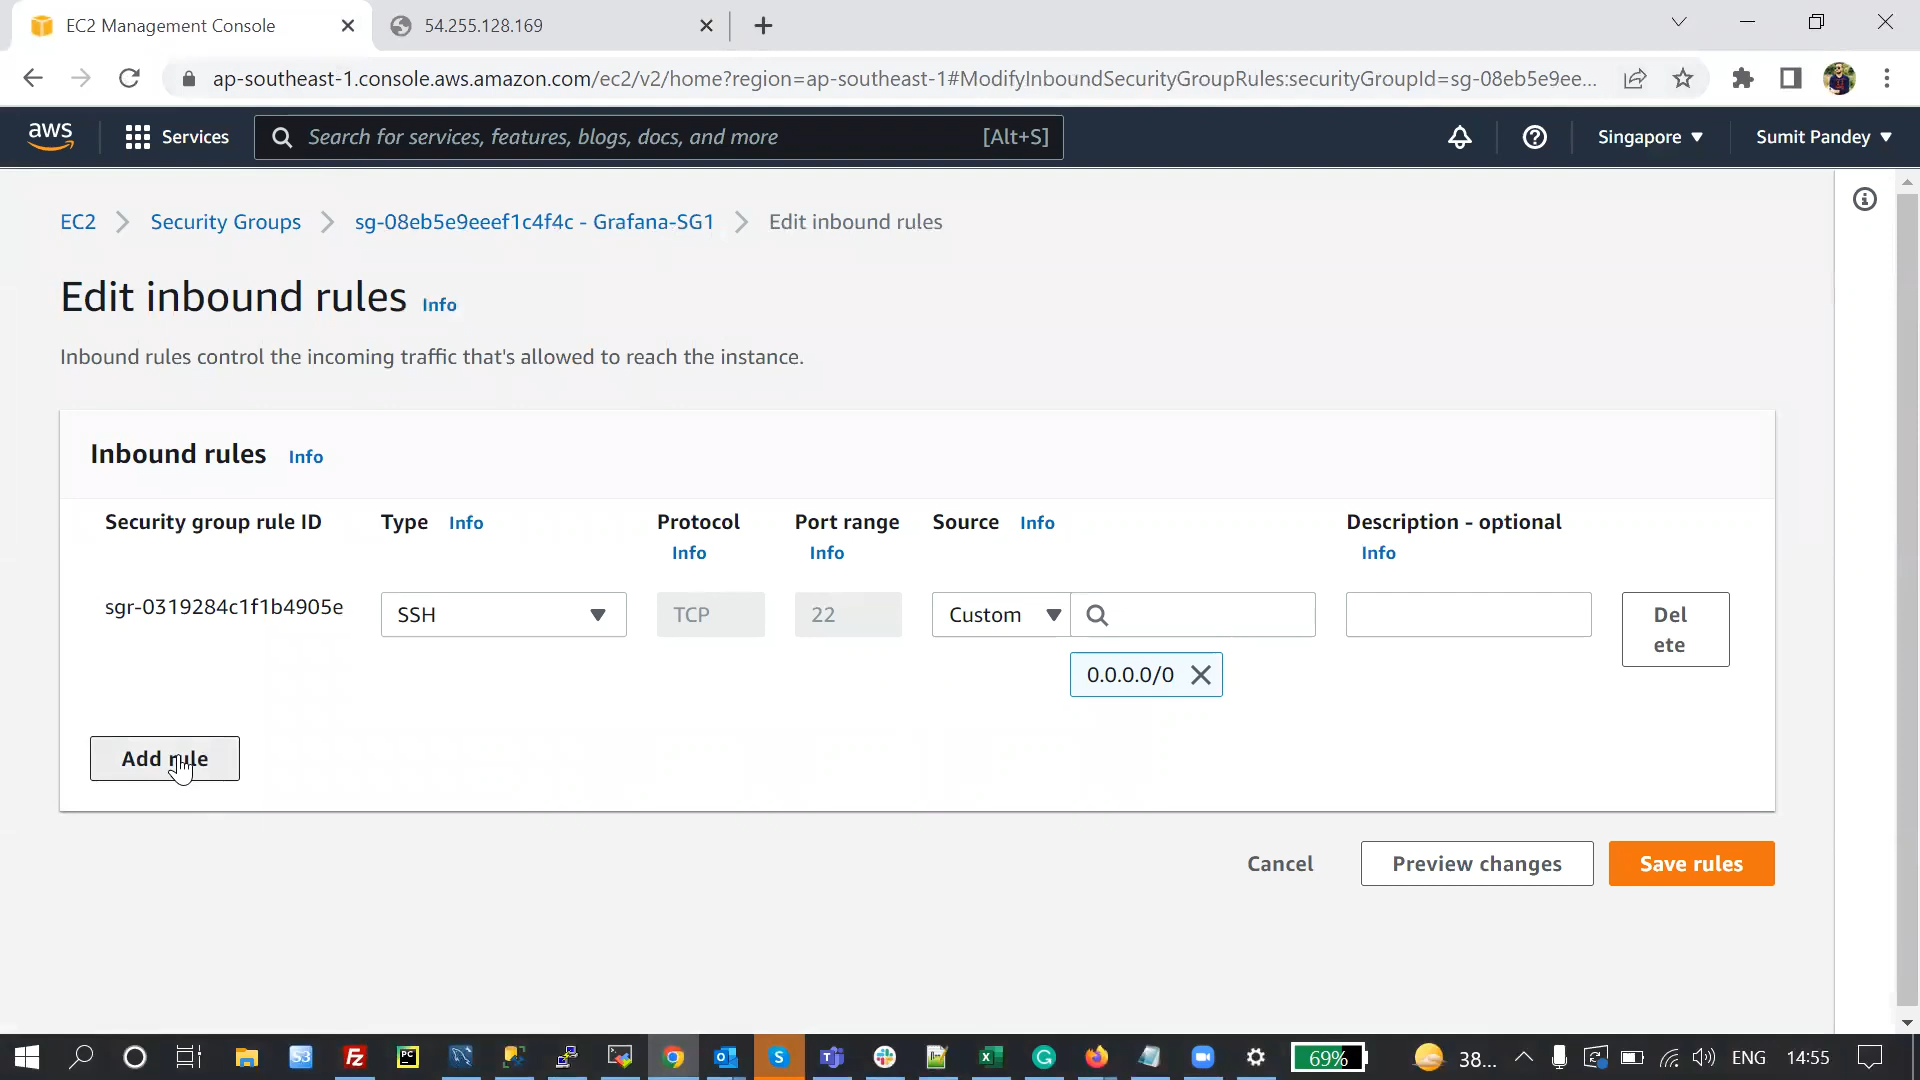 EC2 Management Console
54.255.128.169
ap-southeast-1.console.aws.amazon.com/ec2/v2/home?region=ap-southeast-1#ModifyInboundSecurityGroupRules:securityGroupId=sg-08eb5e9ee...
aws
Services
Search for services, features, blogs, docs, and more
[Alt+S]
Singapore
Sumit Pandey
EC2
Security Groups
sg-08eb5e9eeef1c4f4c - Grafana-SG1
Edit inbound rules
Edit inbound rules Info
Inbound rules control the incoming traffic that's allowed to reach the instance.
Inbound rules Info
Security group rule ID
Type Info
Protocol
Info
Port range
Info
Source Info
Description - optional
Info
sgr-0319284c1f1b4905e
SSH
TCP
22
Custom
Del
ete
0.0.0.0/0
Add rule
Cancel
Preview changes
Save rules
S3
Fz
PC
69%
38...
ENG
14:55